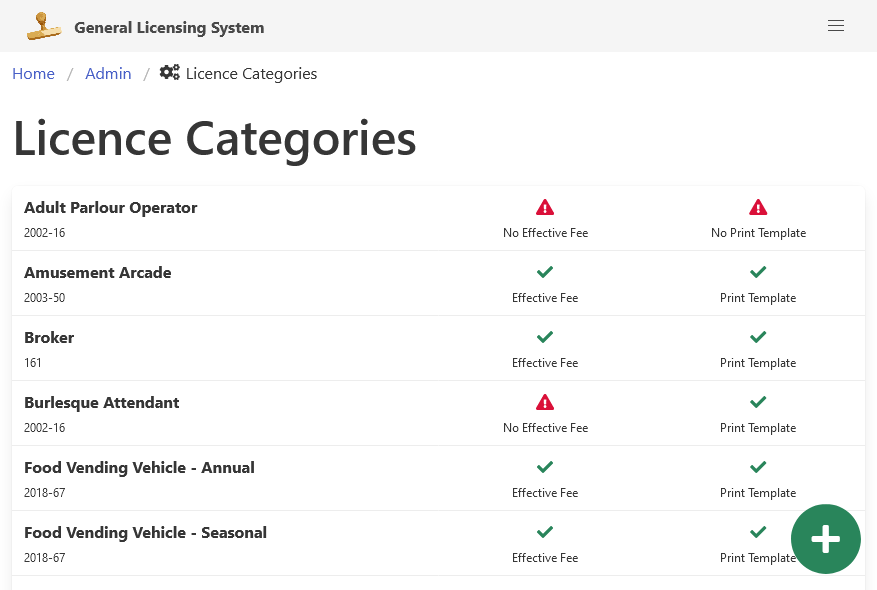 General Licensing System
Home / Admin / Licence Categories
Licence Categories
Adult Parlour Operator
2002-16
No Effective Fee
No Print Template
Amusement Arcade
2003-50
Effective Fee
Print Template
Broker
161
Effective Fee
Print Template
Burlesque Attendant
2002-16
No Effective Fee
Print Template
Food Vending Vehicle - Annual
2018-67
Effective Fee
Print Template
Food Vending Vehicle - Seasonal
2018-67
Effective Fee
Print Template